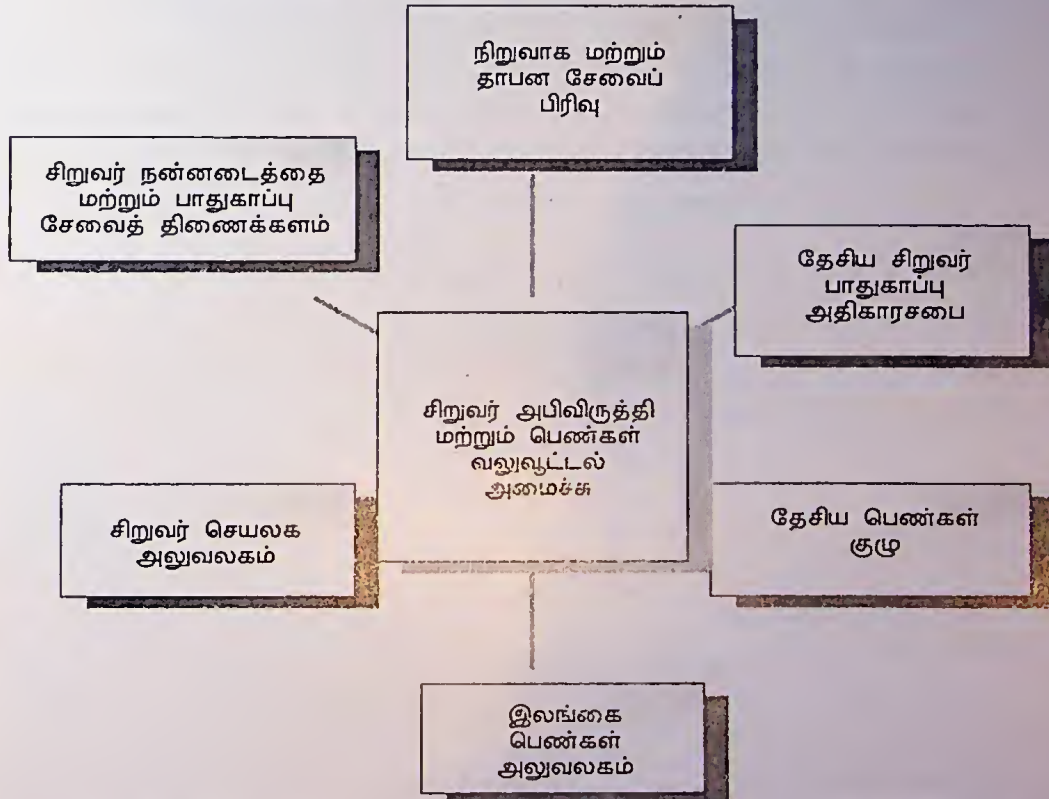 நிறுவாக மற்றும்
தாபன சேவைப்
பிரிவு
சிறுவர் நன்னடைத்தை
மற்றும் பாதுகாப்பு
சேவைத் திணைக்களம்
தேசிய சிறுவர்
பாதுகாப்பு
அதிகாரசபை
சிறுவர் அபிவிருத்தி
மற்றும் பெண்கள்
வலுவூட்டல்
அமைச்சு
சிறுவர் செயலக
அலுவலகம்
தேசிய பெண்கள்
குழு
இலங்கை
பெண்கள்
அலுவலகம்